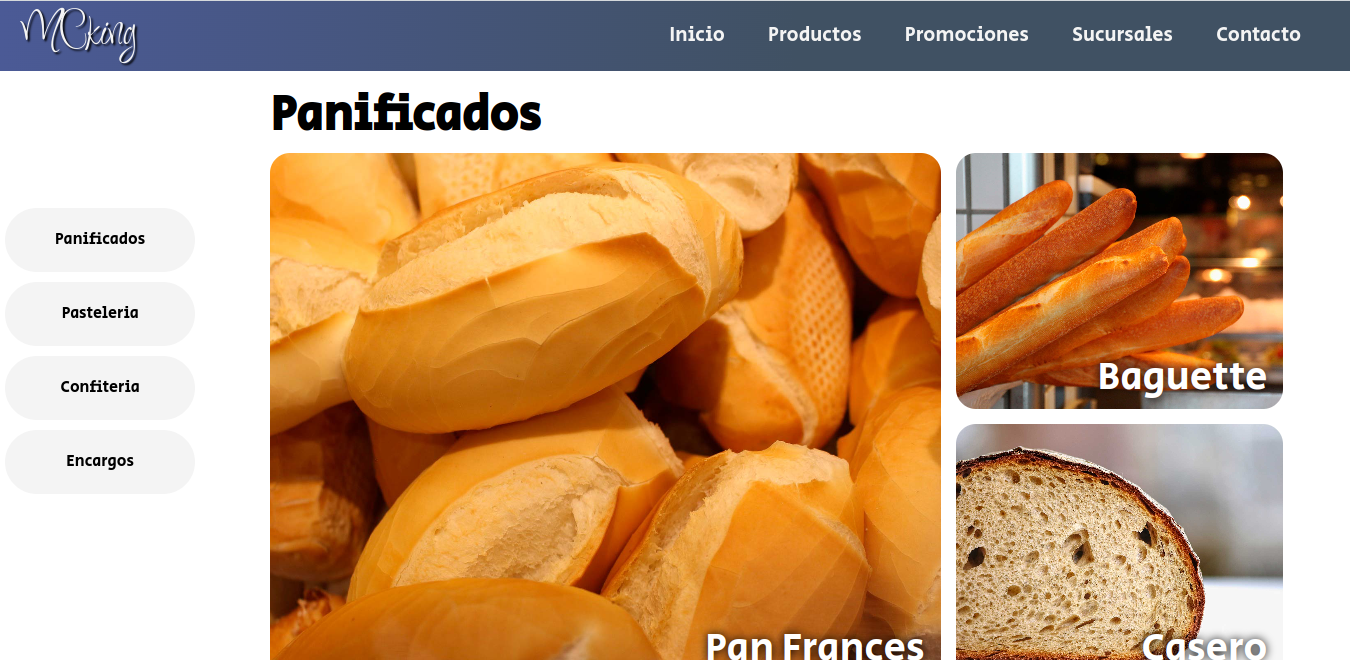 MCking
Inicio
Productos
Promociones
Sucursales
Contacto
Panificados
Panificados
Pasteleria
Confiteria
Encargos
Baguette
Pan Frances
Casero